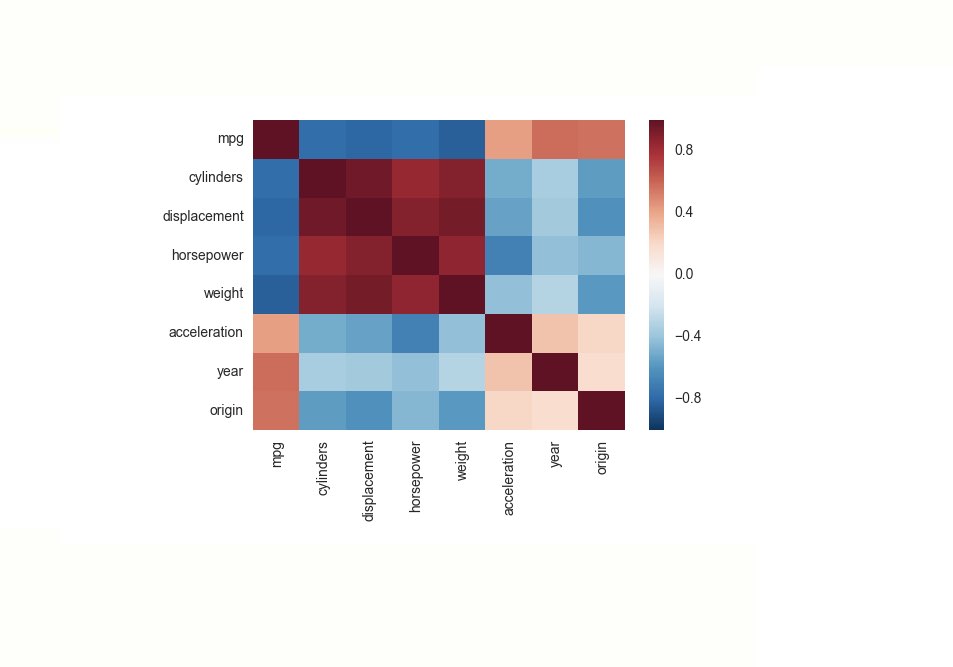 mpg
cylinders
displacement
horsepower
weight
acceleration
year
origin
mpg
cylinders
displacement
horsepower
weight
acceleration
year
origin
0.8
0.4
0.0
−0.4
−0.8